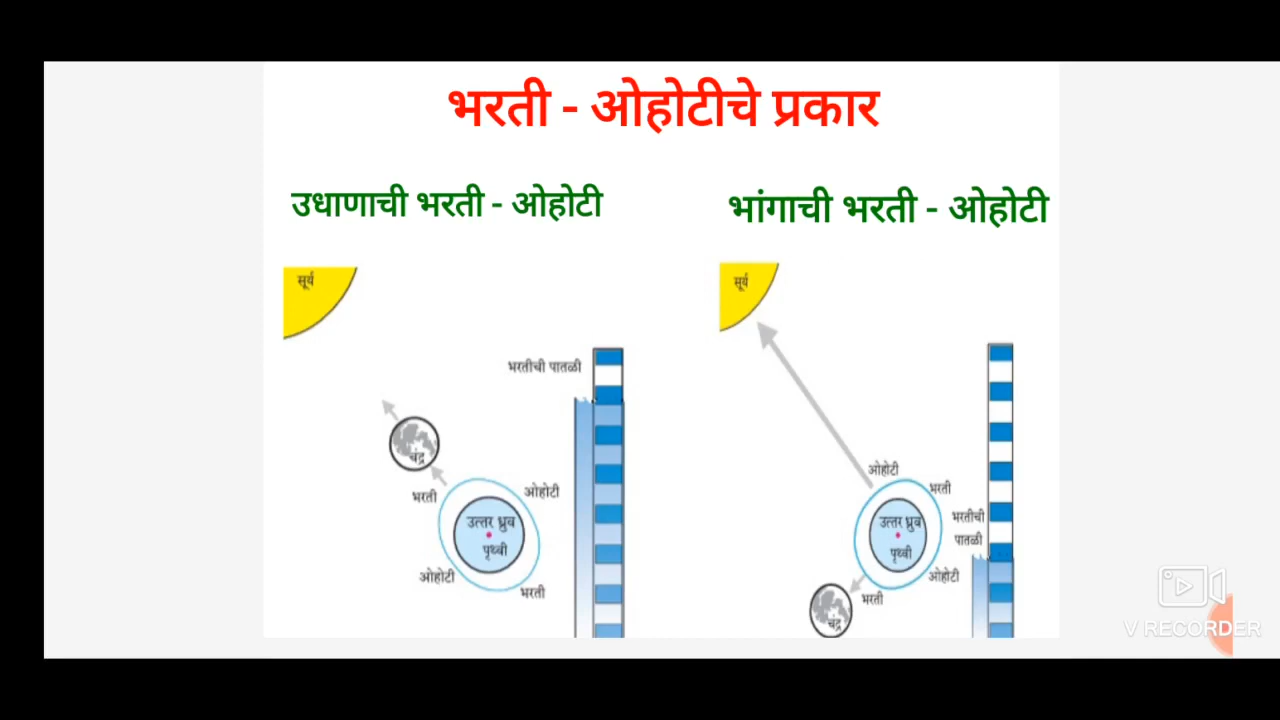 भरती - ओहोटीचे प्रकार
उधाणाची भरती - ओहोटी
भांगाची भरती - ओहोटी
सूर्य
भरतीची पातळी
चंद्र
भरती
ओहोटी
उत्तर ध्रुव
पृथ्वी
ओहोटी
भरती
सूर्य
ओहोटी
भरती
भरतीची
पातळी
उत्तर ध्रुव
पृथ्वी
ओहोटी
भरती
चंद्र
V RECORDER